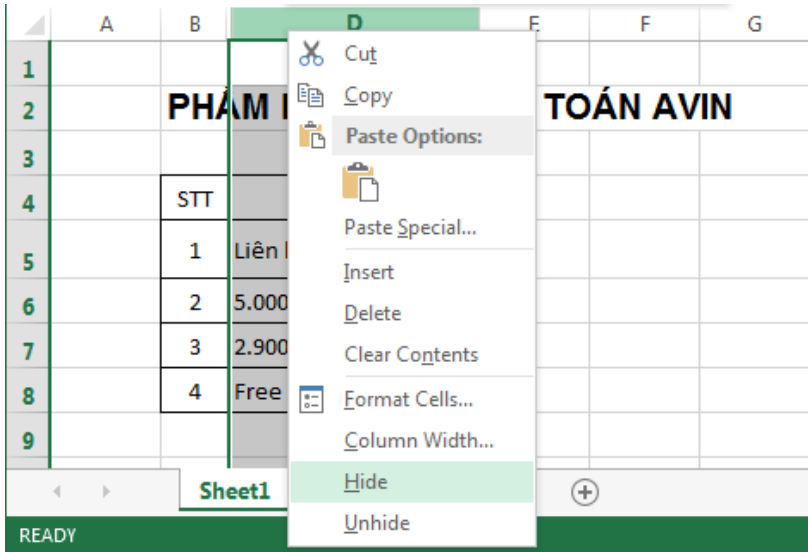 A B D E F G
1
2 PHẦM TOÁN AVIN
3
4 STT
5 1 Liên
6 2 5.000
7 3 2.900
8 4 Free
9
Cut
Copy
Paste Options:
Paste Special...
Insert
Delete
Clear Contents
Format Cells...
Column Width...
Hide
Unhide
Sheet1
READY